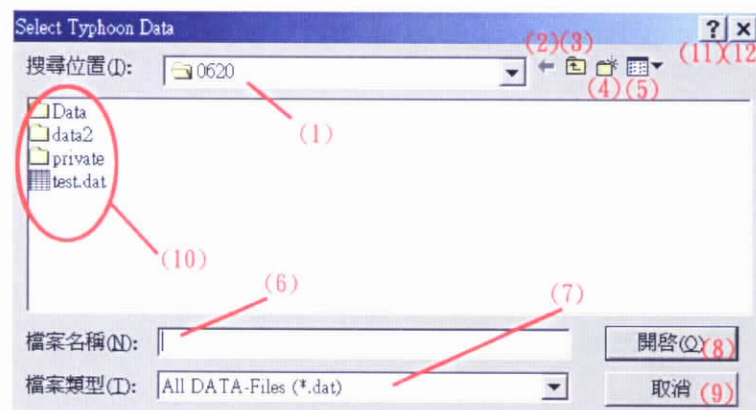 Select Typhoon Data ? ×
(2)(3)
搜尋位置(I): 0620 (11)(12
(4)(5)
Data
(1)
data2
private
test.dat
(10)
(6)
(7)
檔案名稱(N): 開啓(O) (8)
檔案類型(T): All DATA-Files (*.dat) 取消 (9)